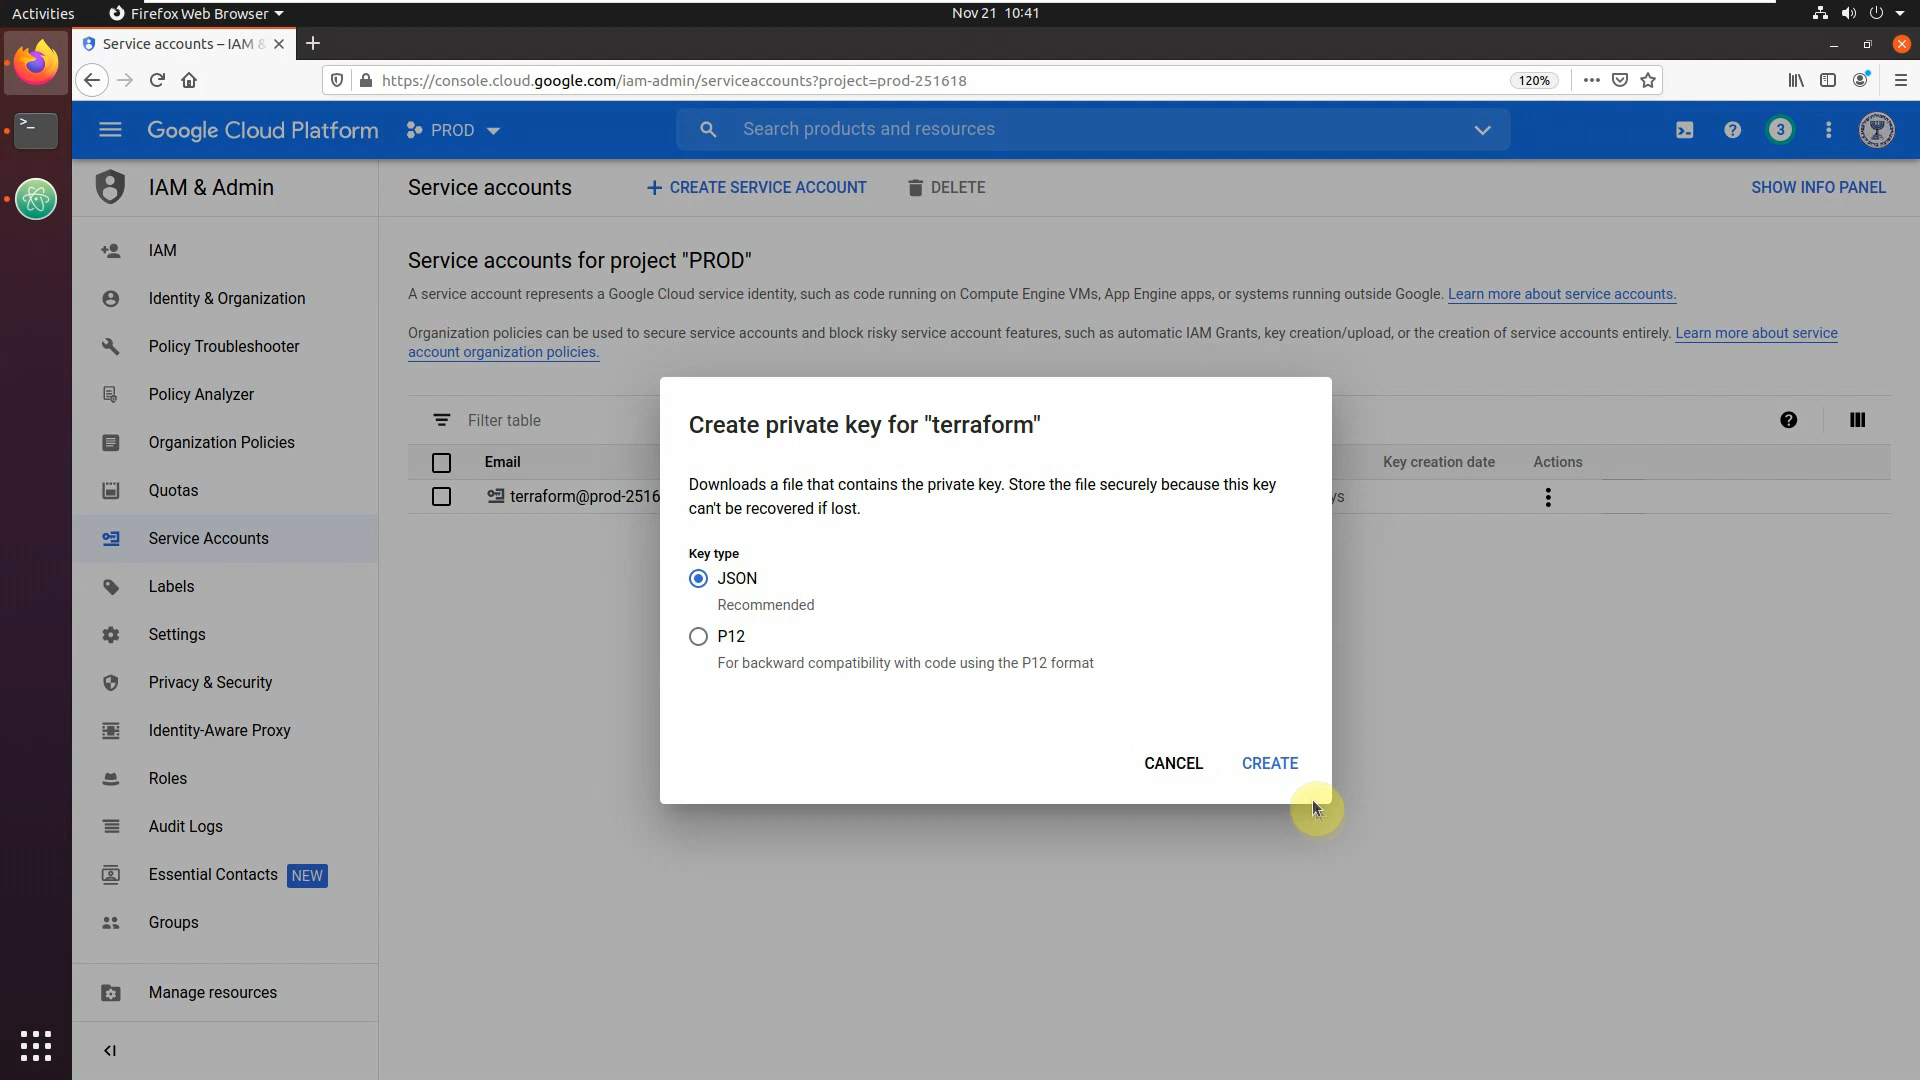 Activities
Firefox Web Browser
Nov 21 10:41
Service accounts – IAM &
https://console.cloud.google.com/iam-admin/serviceaccounts?project=prod-251618
120%
Google Cloud Platform
PROD
Search products and resources
3
IAM & Admin
Service accounts
+ CREATE SERVICE ACCOUNT
DELETE
SHOW INFO PANEL
IAM
Identity & Organization
Policy Troubleshooter
Policy Analyzer
Organization Policies
Quotas
Service Accounts
Labels
Settings
Privacy & Security
Identity-Aware Proxy
Roles
Audit Logs
Essential Contacts NEW
Groups
Manage resources
Service accounts for project "PROD"
A service account represents a Google Cloud service identity, such as code running on Compute Engine VMs, App Engine apps, or systems running outside Google. Learn more about service accounts.
Organization policies can be used to secure service accounts and block risky service account features, such as automatic IAM Grants, key creation/upload, or the creation of service accounts entirely. Learn more about service
account organization policies.
Filter table
Email
Key creation date
Actions
terraform@prod-2516
ys
Create private key for "terraform"
Downloads a file that contains the private key. Store the file securely because this key
can't be recovered if lost.
Key type
JSON
Recommended
P12
For backward compatibility with code using the P12 format
CANCEL
CREATE